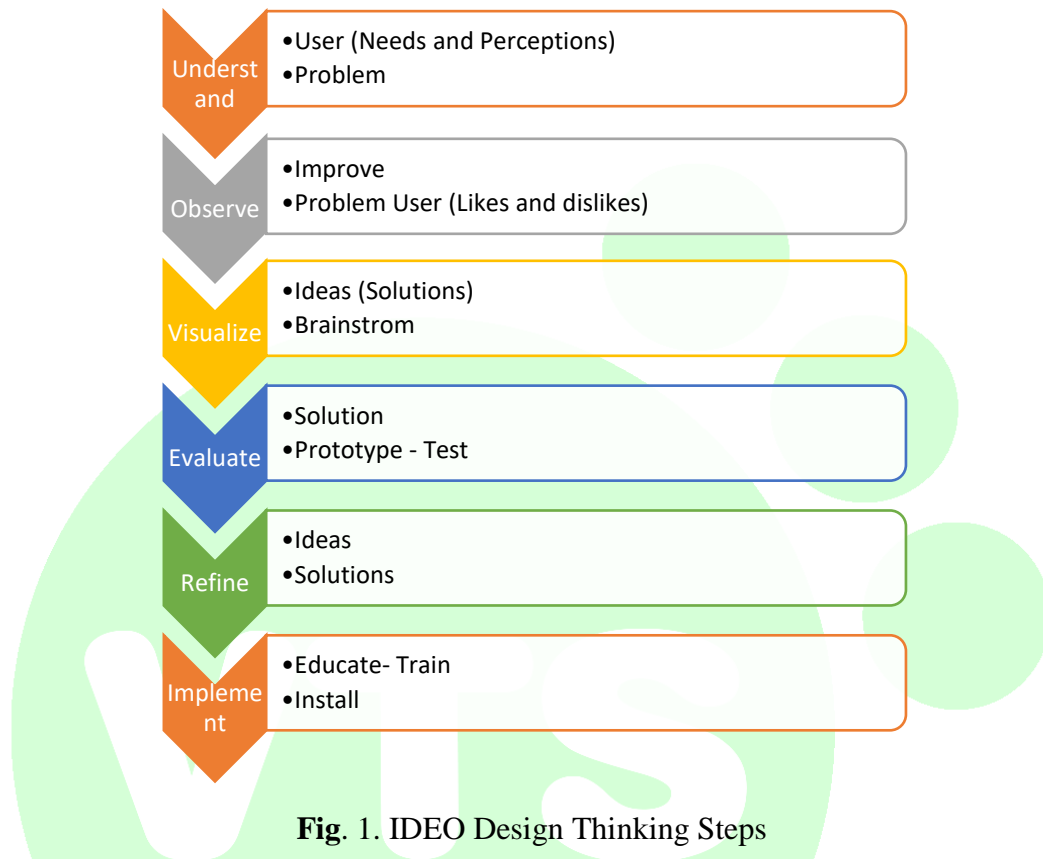 Underst
and
•User (Needs and Perceptions)
•Problem
Observe
•Improve
•Problem User (Likes and dislikes)
Visualize
•Ideas (Solutions)
•Brainstrom
Evaluate
•Solution
•Prototype - Test
Refine
•Ideas
•Solutions
Impleme
nt
•Educate- Train
•Install
VTS
Fig. 1. IDEO Design Thinking Steps